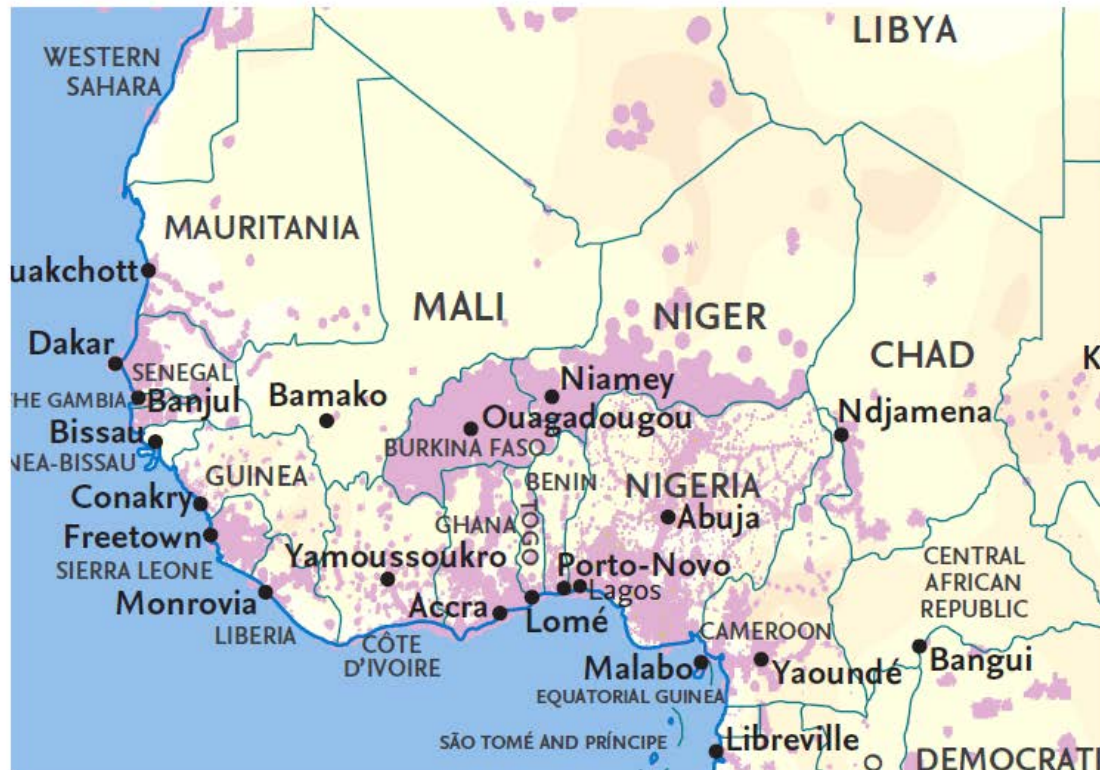 LIBYA
WESTERN
SAHARA
MAURITANIA
uakchott
MALI
NIGER
CHAD
K
Dakar
SENEGAL
THE GAMBIA
Banjul
Bamako
Niamey
Ouagadougou
BURKINA FASO
Ndjamena
Bissau
NEA-BISSAU
GUINEA
BENIN
NIGERIA
Conakry
GHANA
TOGO
Abuja
Freetown
SIERRA LEONE
Yamoussoukro
Porto-Novo
Lagos
CENTRAL
AFRICAN
REPUBLIC
Monrovia
LIBERIA
Accra
Lomé
CÔTE
D'IVOIRE
CAMEROON
Malabo
Yaoundé
Bangui
EQUATORIAL GUINEA
SÃO TOMÉ AND PRÍNCIPE
Libreville
O
DEMOCRATI